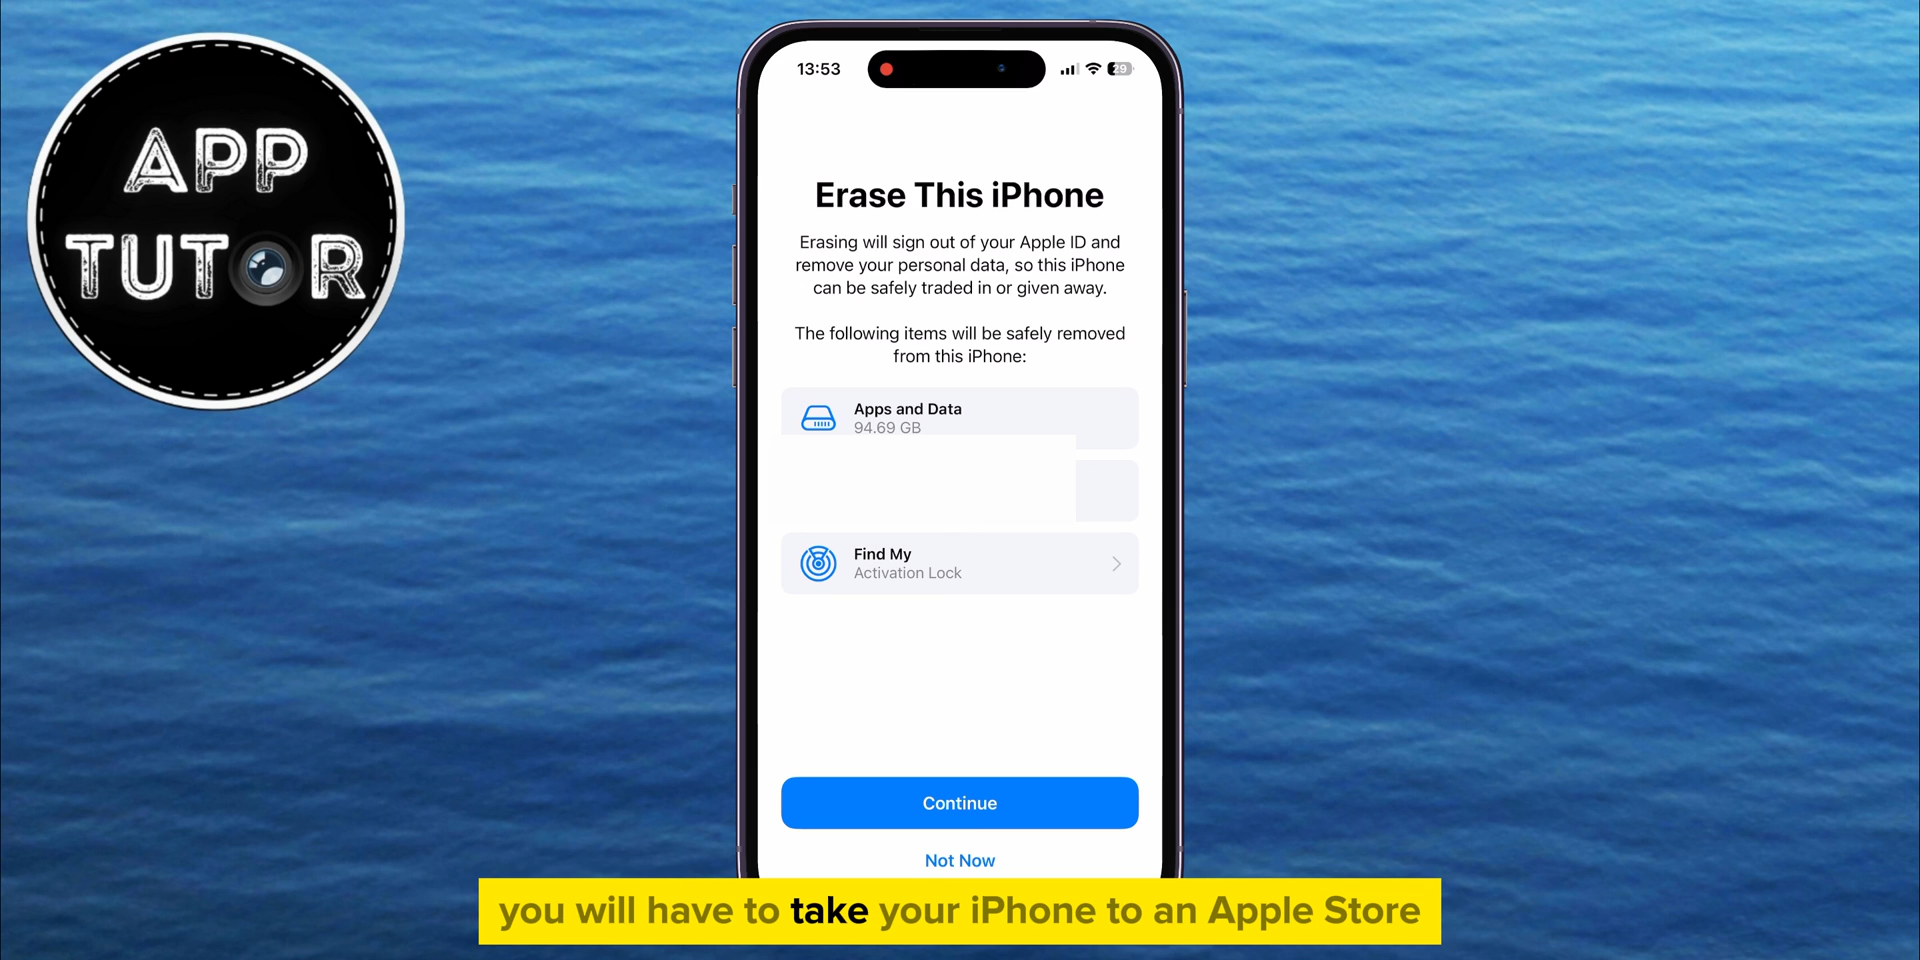 APP
TUTOR
13:53
29
Erase This iPhone
Erasing will sign out of your Apple ID and
remove your personal data, so this iPhone
can be safely traded in or given away.
The following items will be safely removed
from this iPhone:
Apps and Data
94.69 GB
Find My
Activation Lock
Continue
Not Now
you will have to take your iPhone to an Apple Store